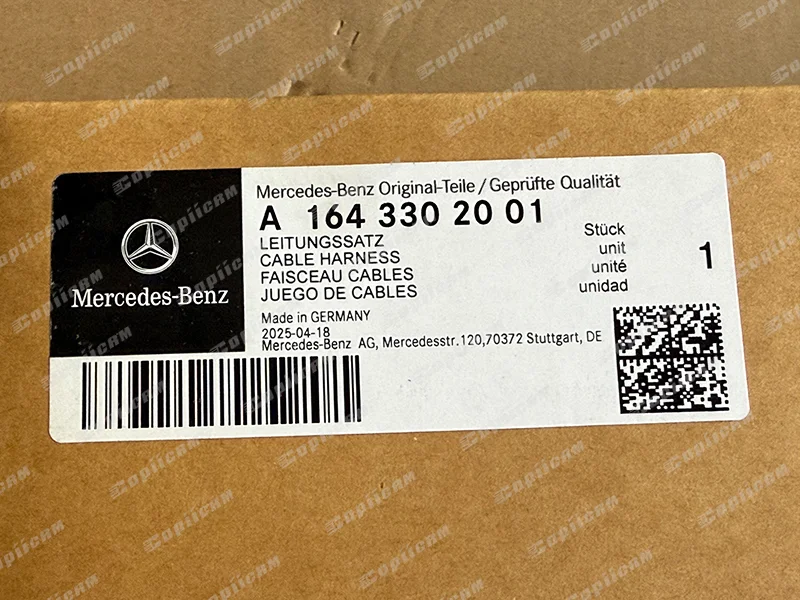 Mercedes-Benz Original-Teile / Geprüfte Qualität
A 164 330 20 01
LEITUNGSSATZ
CABLE HARNESS
FAISCEAU CABLES
JUEGO DE CABLES
Stück
unit
unité
unidad
1
Mercedes-Benz
Made in GERMANY
2025-04-18
Mercedes-Benz AG, Mercedesstr.120,70372 Stuttgart, DE
Copiicam